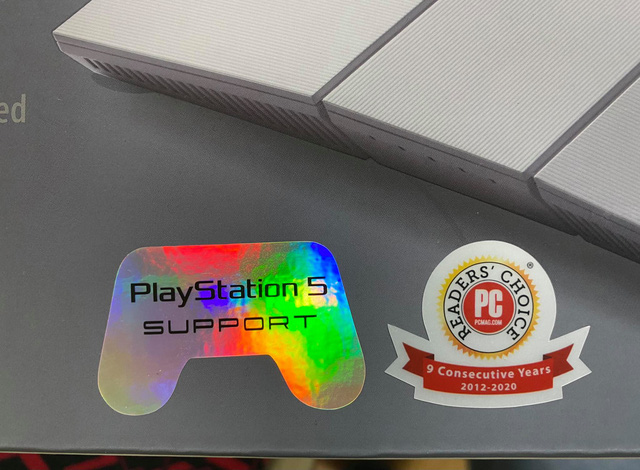 ed
PlayStation 5
SUPPORT
READERS' CHOICE ®
PC
PCMAG.COM
9 Consecutive Years
2012-2020